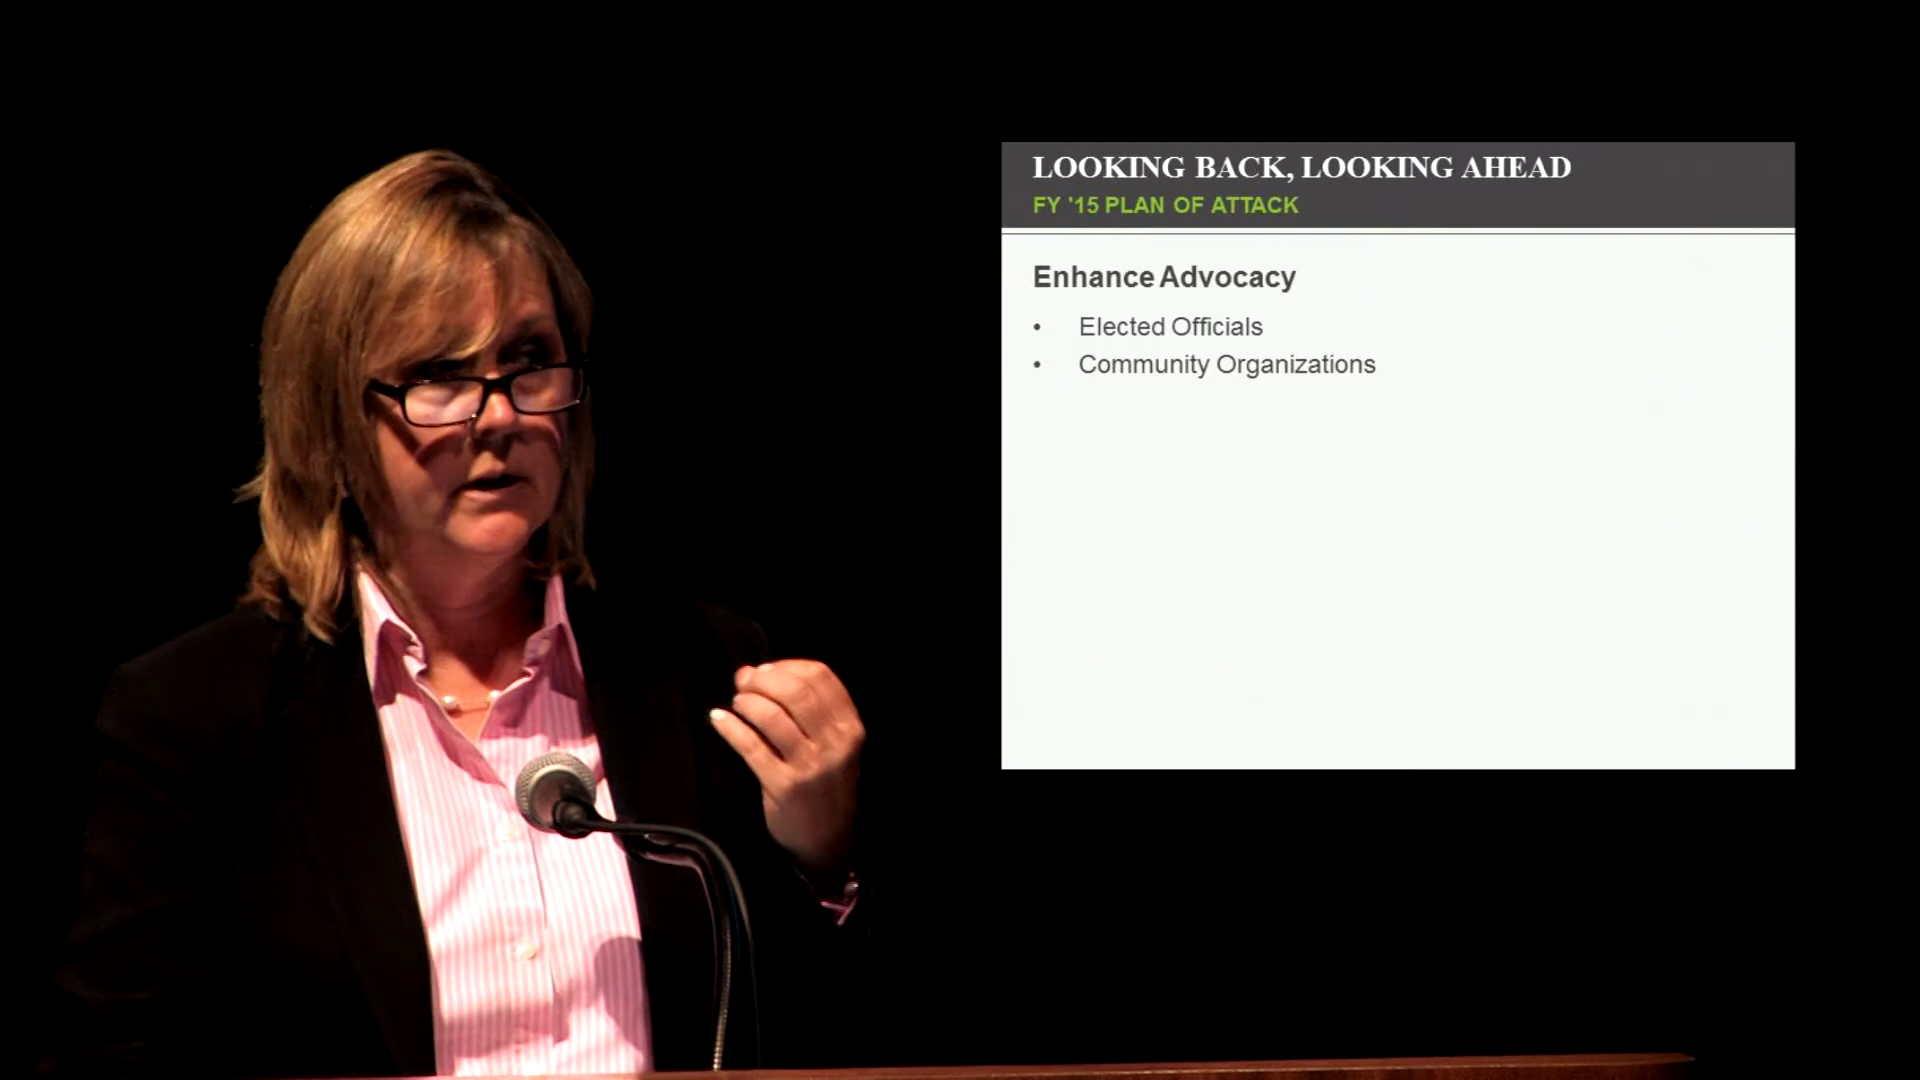 LOOKING BACK, LOOKING AHEAD
FY '15 PLAN OF ATTACK
Enhance Advocacy
• Elected Officials
• Community Organizations